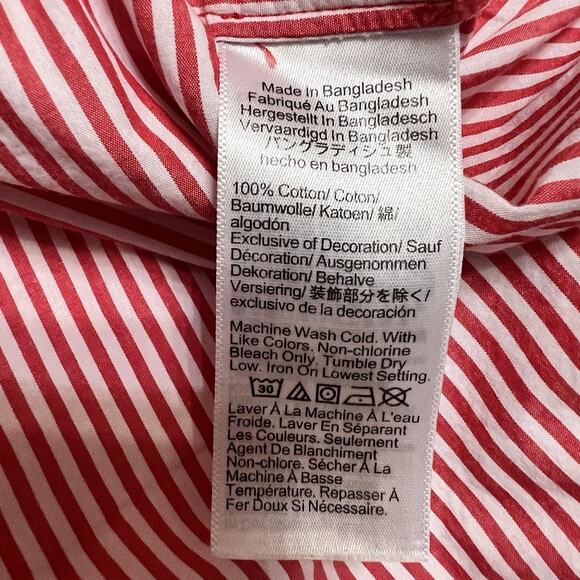 Made In Bangladesh
Fabriqué Au Bangladesh
Hergestellt In Bangladesch
Vervaardigd In Bangladesh
バングラディシュ製
hecho en bangladesh
100% Cotton/ Coton/
Baumwolle/ Katoen/ 綿/
algodón
Exclusive of Decoration/ Sauf
Décoration/ Ausgenommen
Dekoration/ Behalve
Versiering/ 装飾部分を除く/
exclusivo de la decoración
Machine Wash Cold. With
Like Colors. Non-chlorine
Bleach Only. Tumble Dry
Low. Iron On Lowest Setting.
30
Laver À La Machine À L'eau
Froide. Laver En Séparant
Les Couleurs. Seulement
Agent De Blanchiment
Non-chlore. Sécher À La
Machine À Basse
Température. Repasser À
Fer Doux Si Nécessaire.